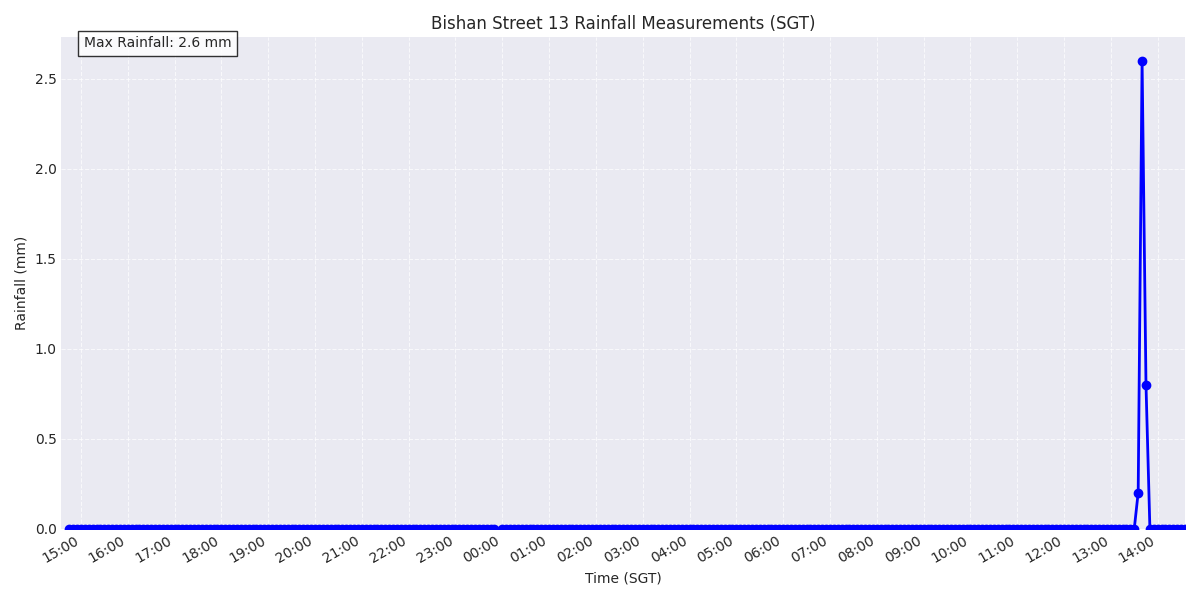 Bishan Street 13 Rainfall Measurements (SGT)
Max Rainfall: 2.6 mm
2.5
2.0
1.5
1.0
0.5
0.0
Rainfall (mm)
15:00 16:00 17:00 18:00 19:00 20:00 21:00 22:00 23:00 00:00 01:00 02:00 03:00 04:00 05:00 06:00 07:00 08:00 09:00 10:00 11:00 12:00 13:00 14:00
Time (SGT)